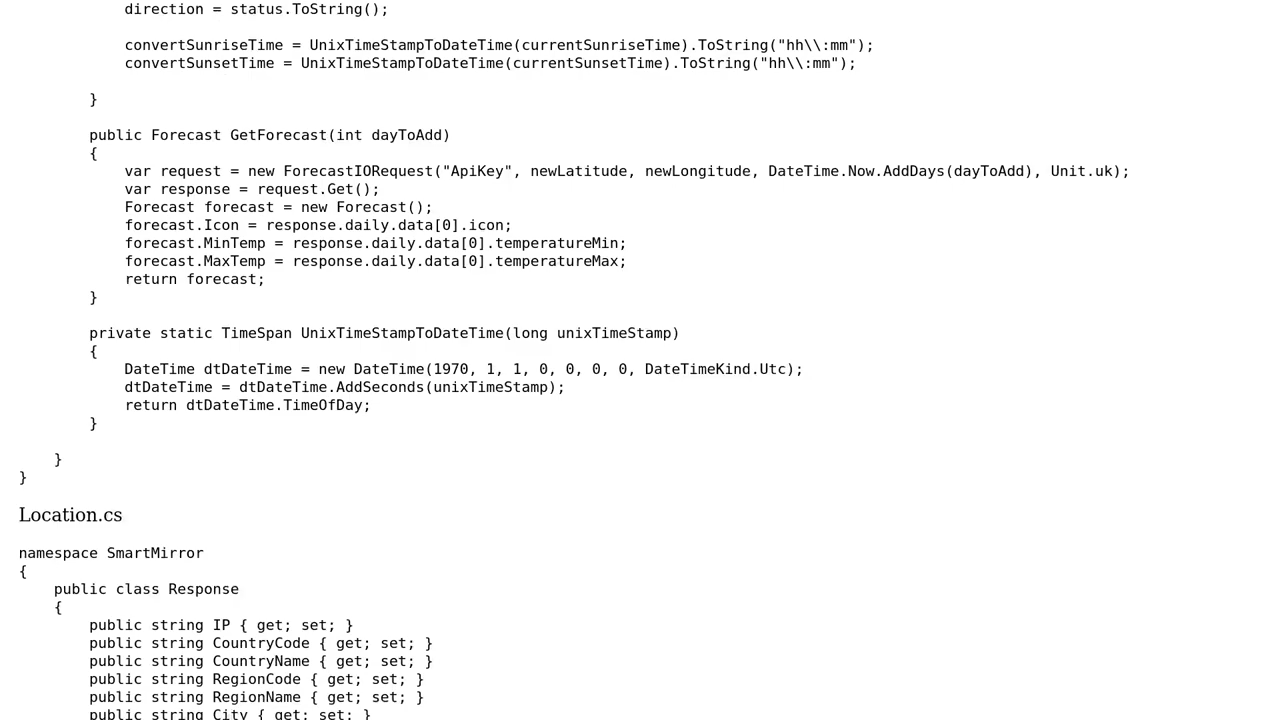 direction = status.ToString();
convertSunriseTime = UnixTimeStampToDateTime(currentSunriseTime).ToString("hh\\:mm");
convertSunsetTime = UnixTimeStampToDateTime(currentSunsetTime).ToString("hh\\:mm");
}
public Forecast GetForecast(int dayToAdd)
{
var request = new ForecastIORequest("ApiKey", newLatitude, newLongitude, DateTime.Now.AddDays(dayToAdd), Unit.uk);
var response = request.Get();
Forecast forecast = new Forecast();
forecast.Icon = response.daily.data[0].icon;
forecast.MinTemp = response.daily.data[0].temperatureMin;
forecast.MaxTemp = response.daily.data[0].temperatureMax;
return forecast;
}
private static TimeSpan UnixTimeStampToDateTime(long unixTimeStamp)
{
DateTime dtDateTime = new DateTime(1970, 1, 1, 0, 0, 0, 0, DateTimeKind.Utc);
dtDateTime = dtDateTime.AddSeconds(unixTimeStamp);
return dtDateTime.TimeOfDay;
}
}
}
Location.cs
namespace SmartMirror
{
public class Response
{
public string IP { get; set; }
public string CountryCode { get; set; }
public string CountryName { get; set; }
public string RegionCode { get; set; }
public string RegionName { get; set; }
public string City { get; set; }